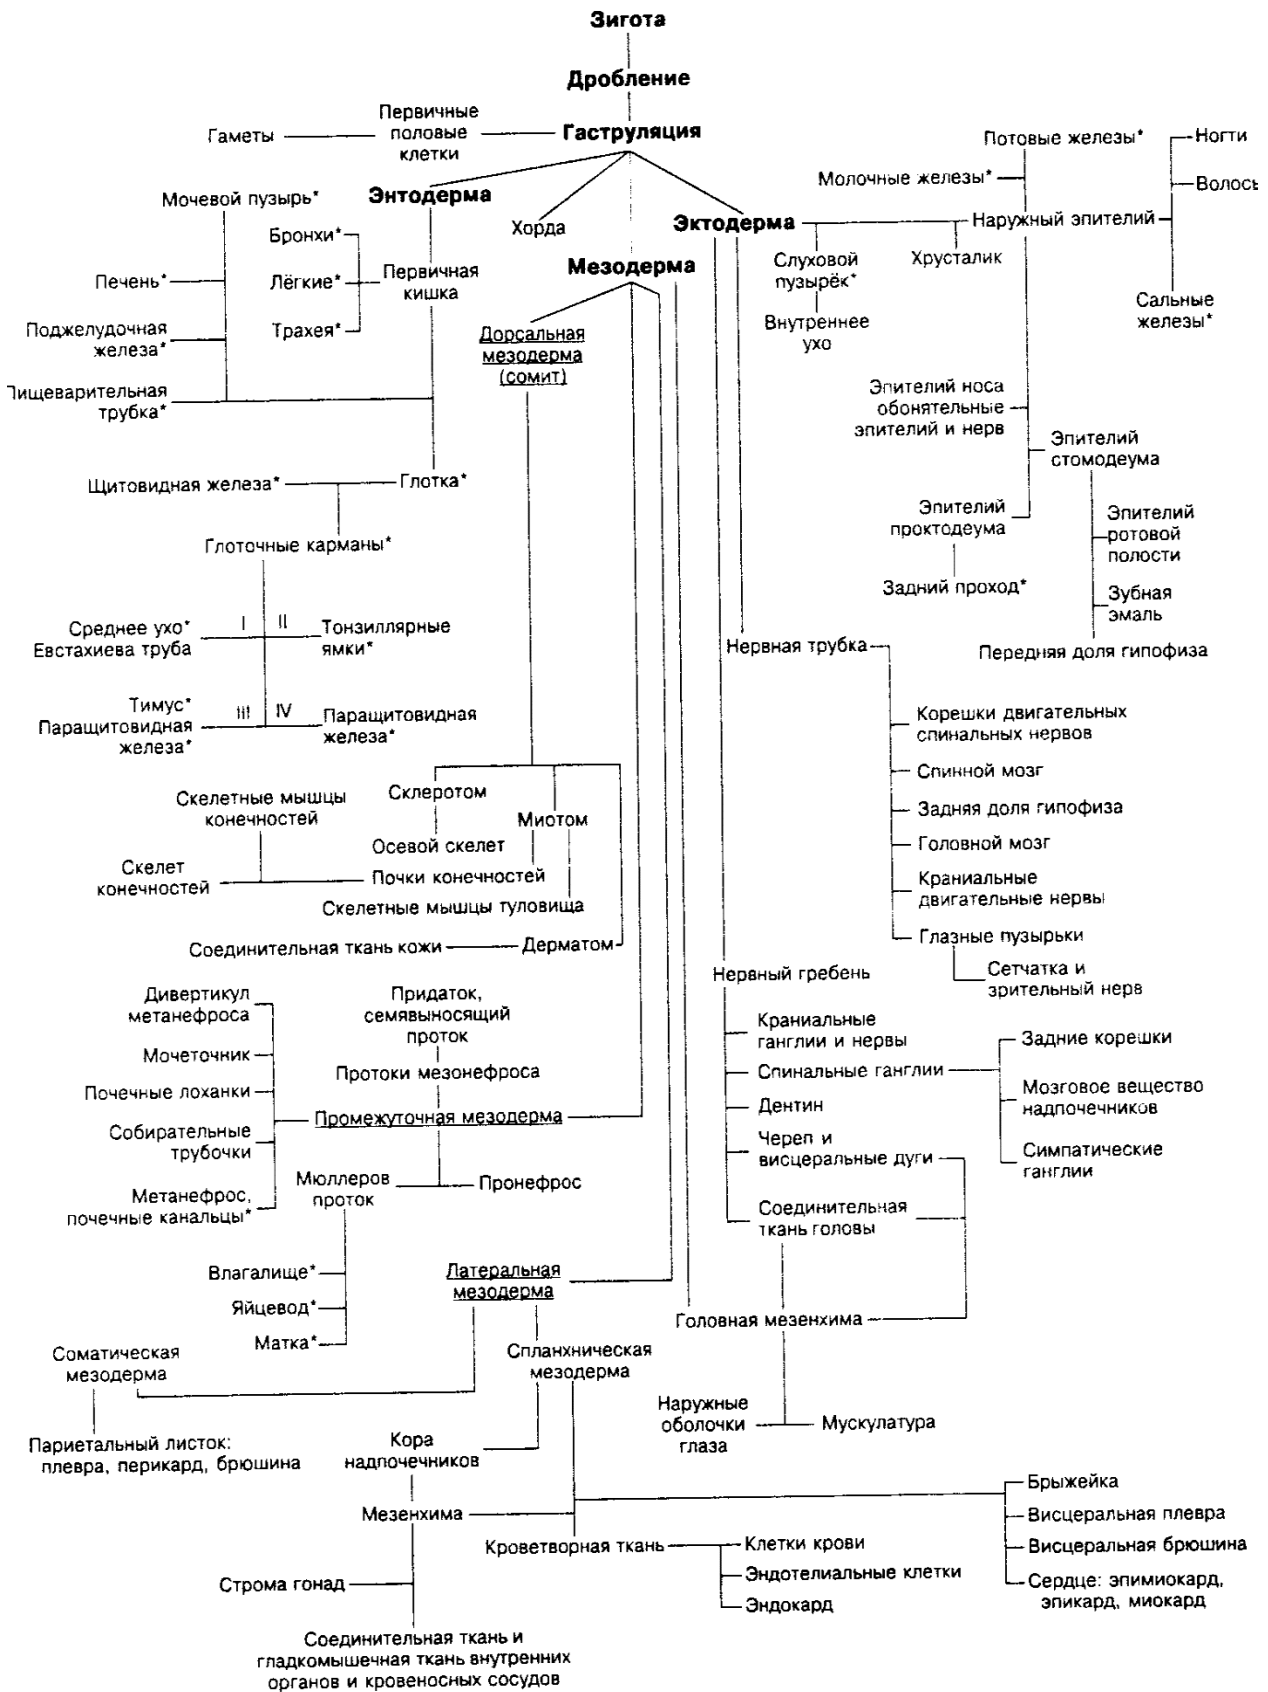 Зигота
Дробление
Гаметы
Первичные
половые
клетки
Гаструляция
Потовые железы*
Ногти
Молочные железы*
Волосы
Мочевой пузырь*
Энтодерма
Хорда
Эктодерма
Наружный эпителий
Бронхи*
Слуховой
пузырёк*
Хрусталик
Мезодерма
Печень*
Лёгкие*
Первичная
кишка
Сальные
железы*
Поджелудочная
железа*
Трахея*
Дорсальная
мезодерма
(сомит)
Внутреннее
ухо
Пищеварительная
трубка*
Эпителий носа
обонятельные
эпителий и нерв
Эпителий
стомодеума
Щитовидная железа*
Глотка*
Эпителий
проктодеума
Эпителий
ротовой
полости
Глоточные карманы*
Задний проход*
Зубная
эмаль
Среднее ухо*
Евстахиева труба
I
II
Тонзиллярные
ямки*
Нервная трубка
Передняя доля гипофиза
Тимус*
Паращитовидная
железа*
III
IV
Паращитовидная
железа*
Корешки двигательных
спинальных нервов
Спинной мозг
Скелетные мышцы
конечностей
Склеротом
Миотом
Задняя доля гипофиза
Осевой скелет
Головной мозг
Скелет
конечностей
Почки конечностей
Краниальные
двигательные нервы
Скелетные мышцы туловища
Соединительная ткань кожи
Дерматом
Глазные пузырьки
Нервный гребень
Сетчатка и
зрительный нерв
Дивертикул
метанефроса
Придаток,
семявыносящий
проток
Краниальные
ганглии и нервы
Задние корешки
Мочеточник
Протоки мезонефроса
Спинальные ганглии
Почечные лоханки
Мозговое вещество
надпочечников
Дентин
Промежуточная мезодерма
Собирательные
трубочки
Череп и
висцеральные дуги
Симпатические
ганглии
Мюллеров
проток
Пронефрос
Метанефрос,
почечные канальцы*
Соединительная
ткань головы
Влагалище*
Латеральная
мезодерма
Яйцевод*
Головная мезенхима
Матка*
Соматическая
мезодерма
Спланхническая
мезодерма
Наружные
оболочки
глаза
Мускулатура
Париетальный листок:
плевра, перикард, брюшина
Кора
надпочечников
Брыжейка
Мезенхима
Висцеральная плевра
Кроветворная ткань
Клетки крови
Висцеральная брюшина
Эндотелиальные клетки
Строма гонад
Сердце: эпимиокард,
эпикард, миокард
Эндокард
Соединительная ткань и
гладкомышечная ткань внутренних
органов и кровеносных сосудов